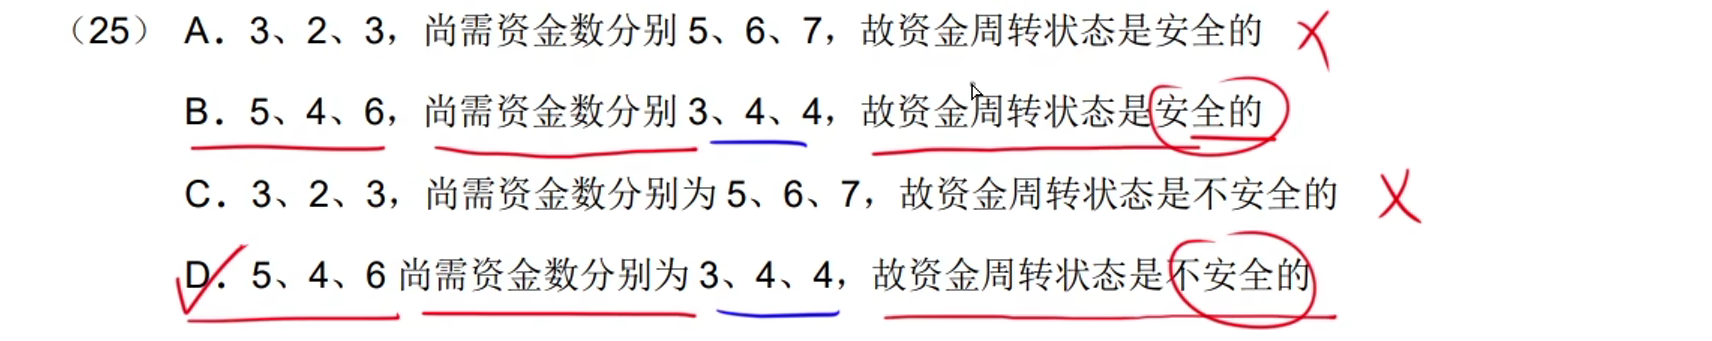 （25） A. 3、2、3，尚需资金数分别 5、6、7，故资金周转状态是安全的
B. 5、4、6，尚需资金数分别 3、4、4，故资金周转状态是安全的
C. 3、2、3，尚需资金数分别为 5、6、7，故资金周转状态是不安全的
D. 5、4、6 尚需资金数分别为 3、4、4，故资金周转状态是不安全的